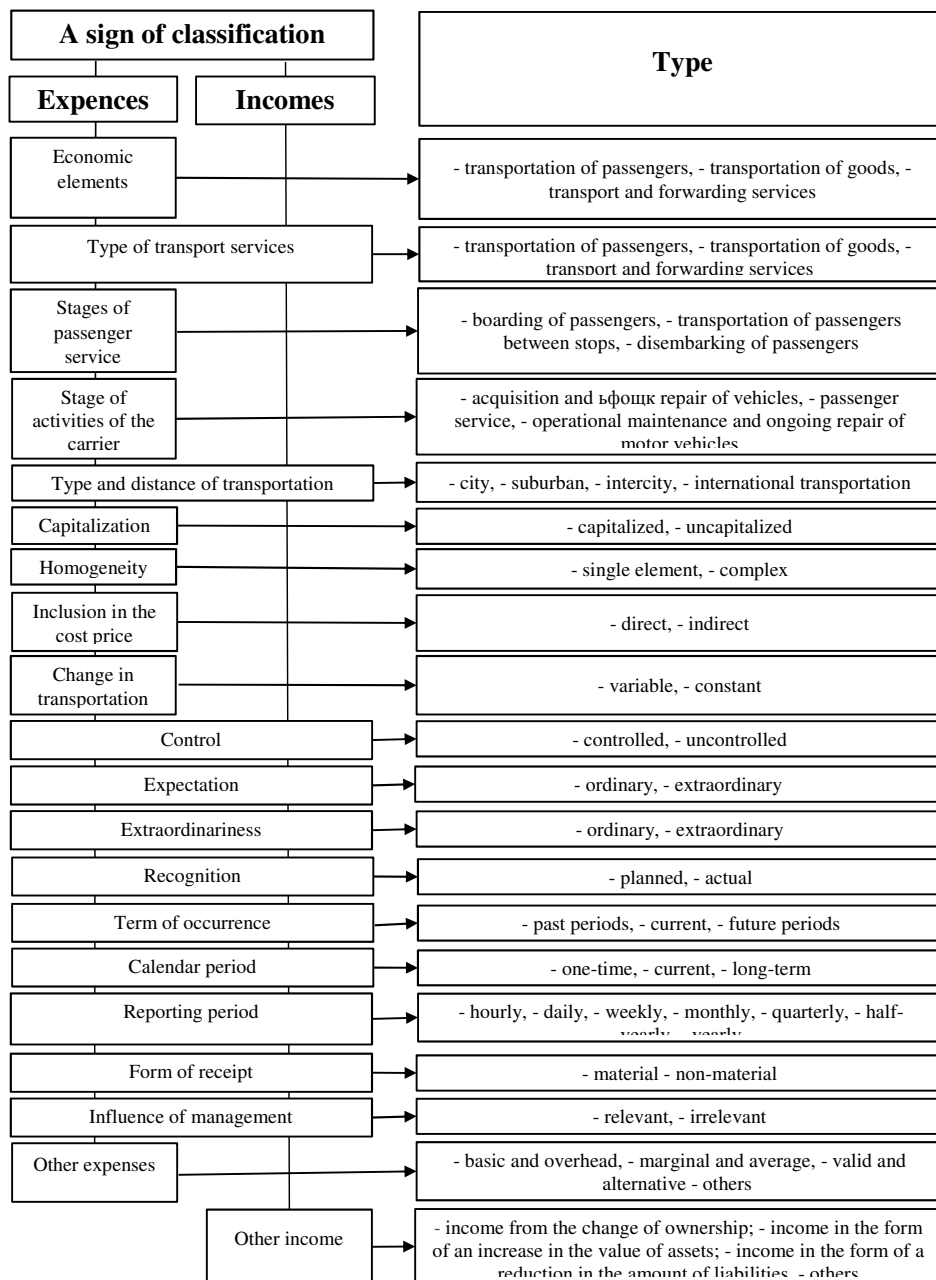 A sign of classification
Type
Expences
Incomes
Economic
elements
- transportation of passengers, - transportation of goods, -
transport and forwarding services
Type of transport services
- transportation of passengers, - transportation of goods, -
transport and forwarding services
Stages of
passenger
service
- boarding of passengers, - transportation of passengers
between stops, - disembarking of passengers
Stage of
activities of the
carrier
- acquisition and ьфощк repair of vehicles, - passenger
service, - operational maintenance and ongoing repair of
motor vehicles
Type and distance of transportation
- city, - suburban, - intercity, - international transportation
Capitalization
- capitalized, - uncapitalized
Homogeneity
- single element, - complex
Inclusion in the
cost price
- direct, - indirect
Change in
transportation
- variable, - constant
Control
- controlled, - uncontrolled
Expectation
- ordinary, - extraordinary
Extraordinariness
- ordinary, - extraordinary
Recognition
- planned, - actual
Term of occurrence
- past periods, - current, - future periods
Calendar period
- one-time, - current, - long-term
Reporting period
- hourly, - daily, - weekly, - monthly, - quarterly, - half-
yearly, - yearly
Form of receipt
- material - non-material
Influence of management
- relevant, - irrelevant
Other expenses
- basic and overhead, - marginal and average, - valid and
alternative - others
Other income
- income from the change of ownership; - income in the form
of an increase in the value of assets; - income in the form of a
reduction in the amount of liabilities, - others